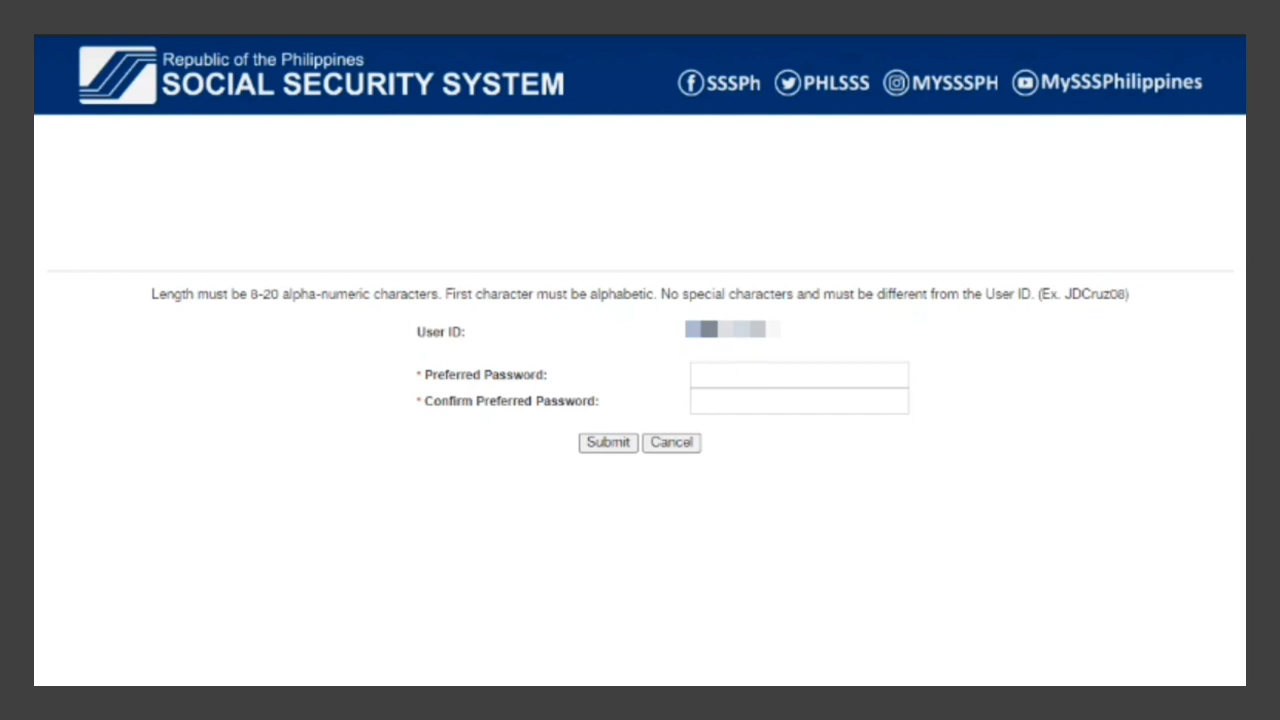 Republic of the Philippines
SOCIAL SECURITY SYSTEM
SSSPh PHLSSS MYSSSPH MySSSPhilippines
Length must be 8-20 alpha-numeric characters. First character must be alphabetic. No special characters and must be different from the User ID. (Ex. JDCruz08)
User ID:
* Preferred Password:
* Confirm Preferred Password:
Submit Cancel